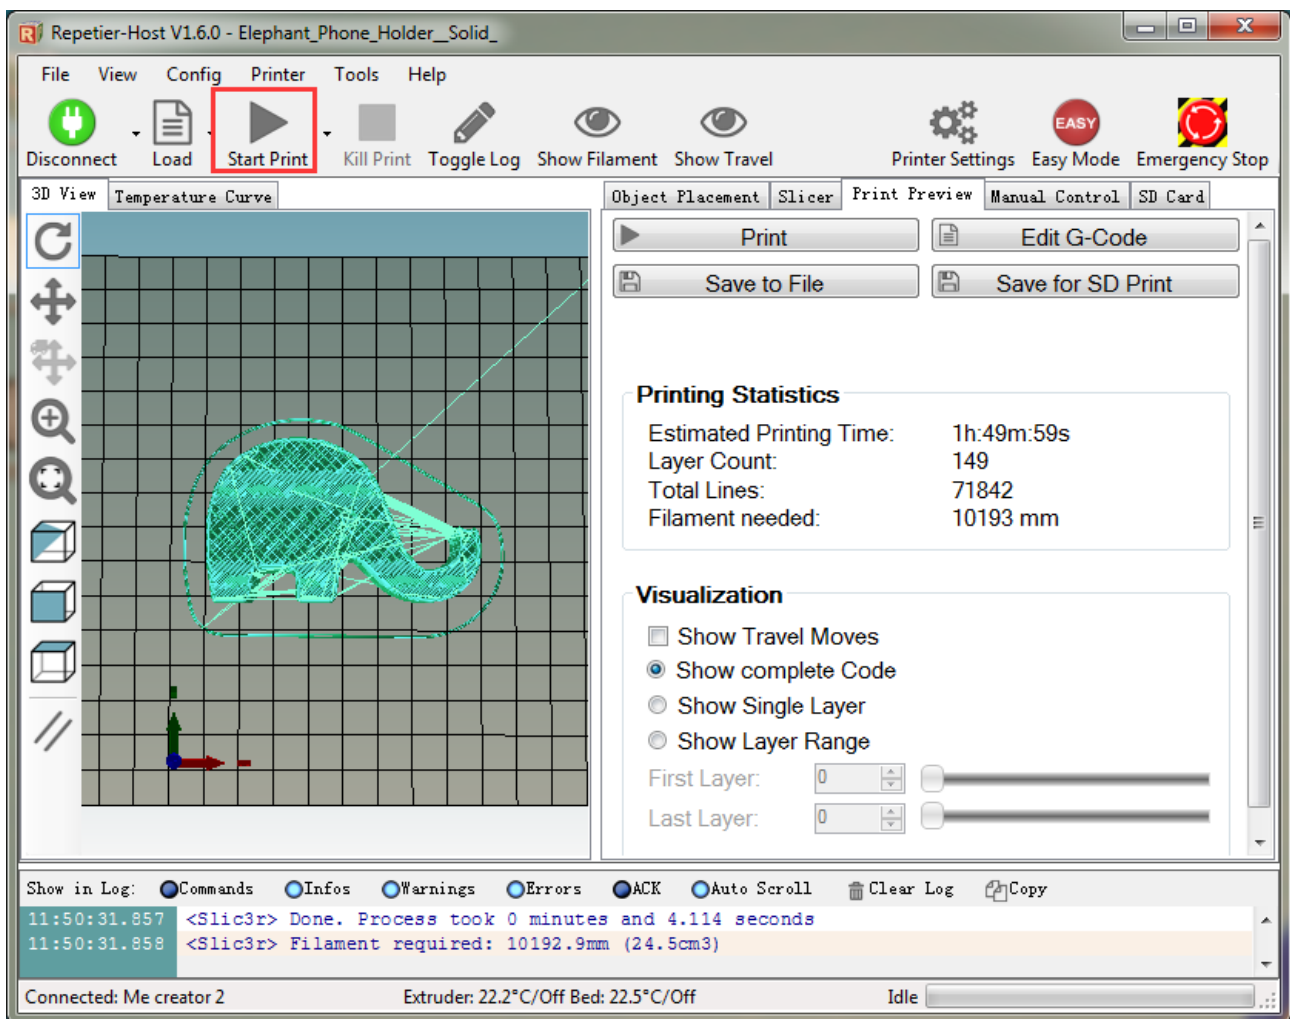 Repetier-Host V1.6.0 - Elephant_Phone_Holder__Solid_
File View Config Printer Tools Help
Disconnect Load Start Print Kill Print Toggle Log Show Filament Show Travel Printer Settings Easy Mode Emergency Stop
EASY
3D View Temperature Curve
Object Placement Slicer Print Preview Manual Control SD Card
Print Edit G-Code
Save to File Save for SD Print
Printing Statistics
Estimated Printing Time: 1h:49m:59s
Layer Count: 149
Total Lines: 71842
Filament needed: 10193 mm
Visualization
Show Travel Moves
Show complete Code
Show Single Layer
Show Layer Range
First Layer: 0
Last Layer: 0
Show in Log: Commands Infos Warnings Errors ACK Auto Scroll Clear Log Copy
11:50:31.857 <Slic3r> Done. Process took 0 minutes and 4.114 seconds
11:50:31.858 <Slic3r> Filament required: 10192.9mm (24.5cm3)
Connected: Me creator 2 Extruder: 22.2°C/Off Bed: 22.5°C/Off Idle